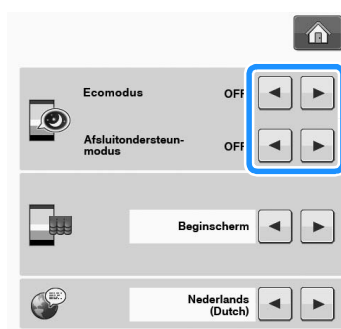 Ecomodus OFF
Afsluitondersteun-
modus OFF
Beginscherm
Nederlands
(Dutch)